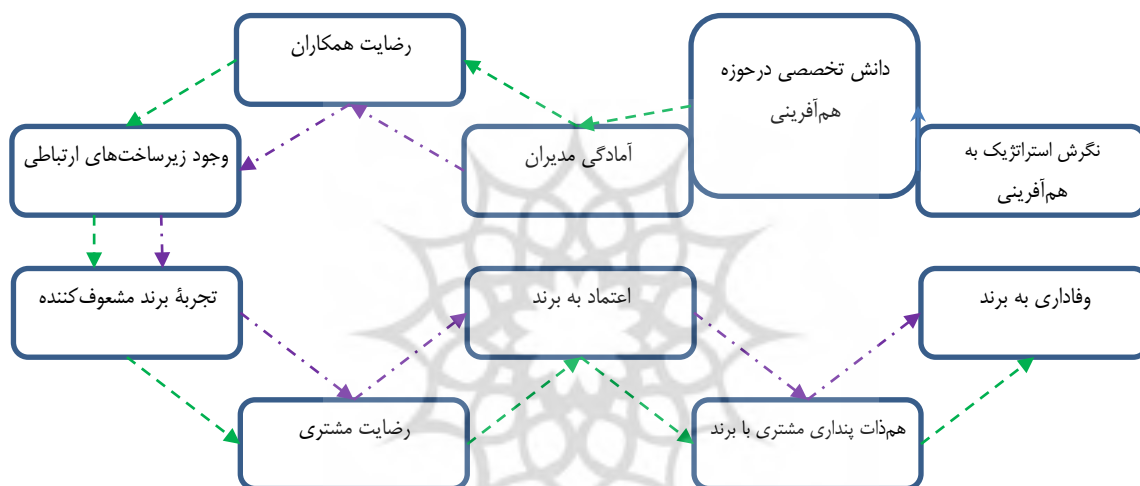 رضایت همکاران
دانش تخصصی درحوزه
هم‌آفرینی
نگرش استراتژیک به
هم‌آفرینی
آمادگی مدیران
وجود زیرساخت‌های ارتباطی
وفاداری به برند
اعتماد به برند
تجربۀ برند مشعوف‌کننده
هم‌ذات پنداری مشتری با برند
رضایت مشتری